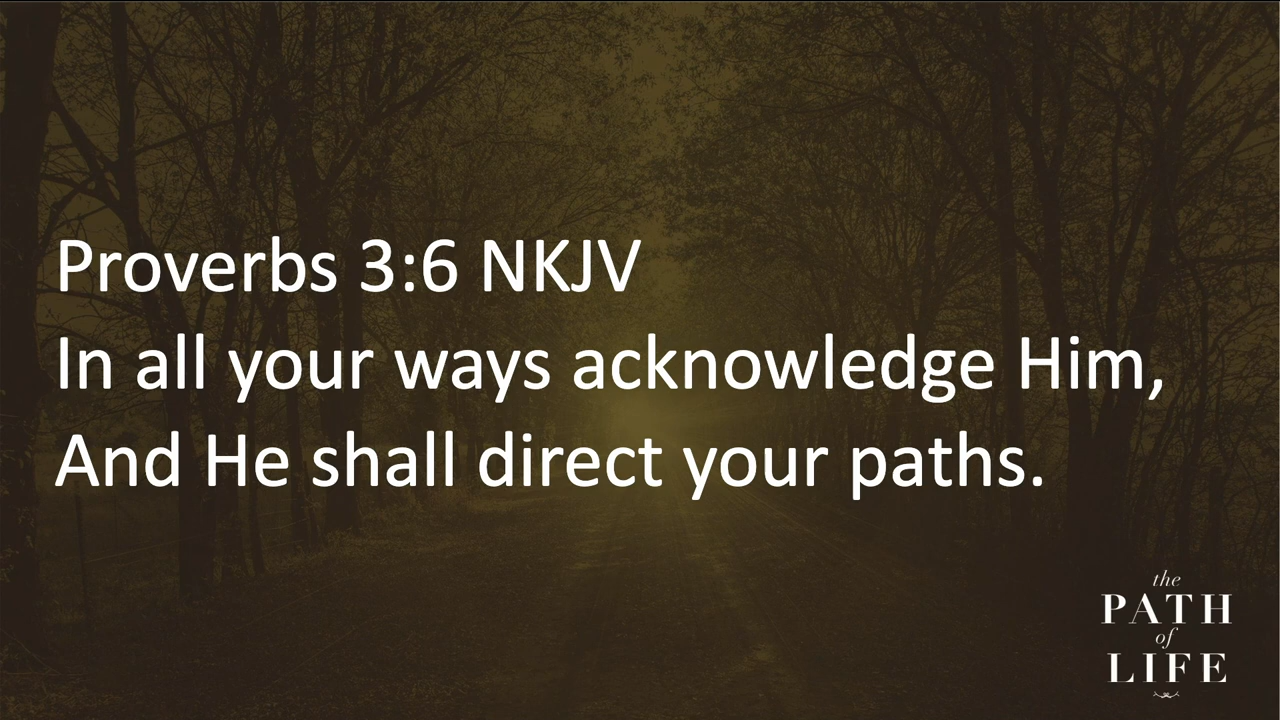 Proverbs 3:6 NKJV
In all your ways acknowledge Him,
And He shall direct your paths.
the
PATH
of
LIFE